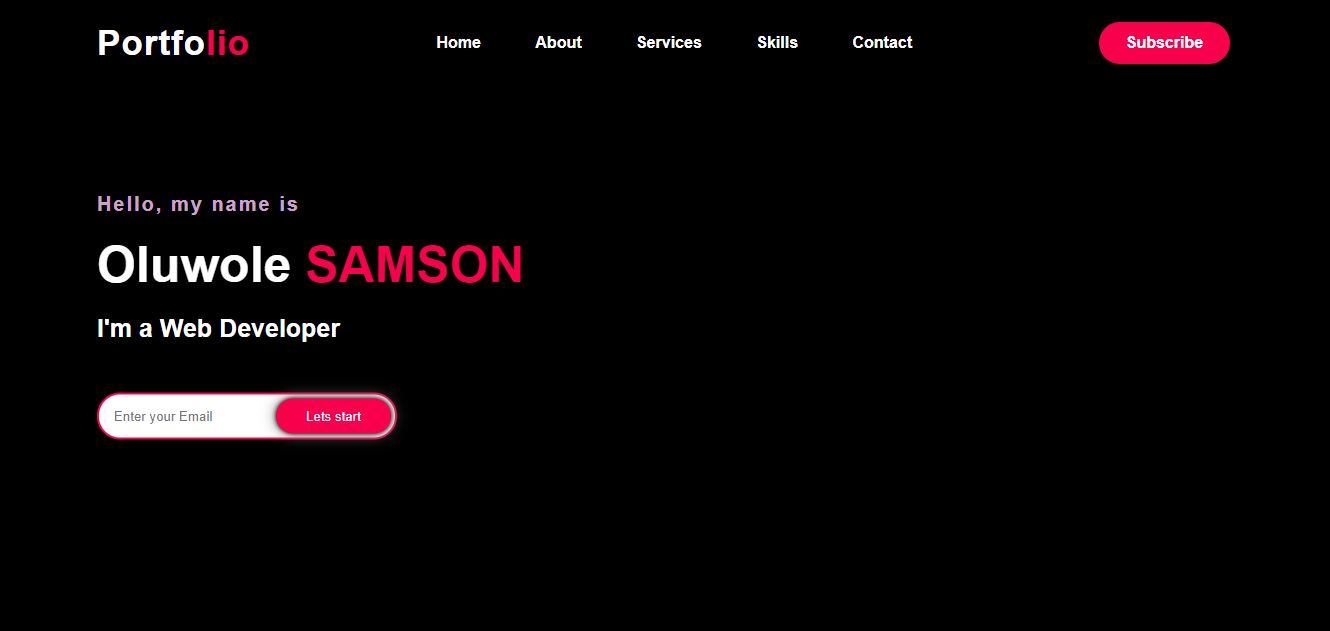 Portfolio Home About Services Skills Contact Subscribe
Hello, my name is
Oluwole SAMSON
I'm a Web Developer
Enter your Email Lets start